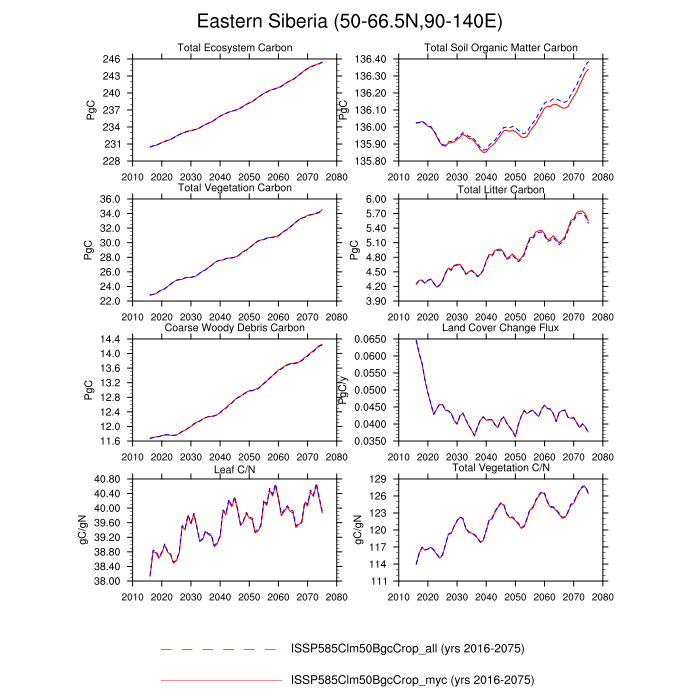 Eastern Siberia (50-66.5N,90-140E)
Total Ecosystem Carbon
PgC
246
243
240
237
234
231
228
2010 2020 2030 2040 2050 2060 2070 2080
Total Soil Organic Matter Carbon
PgC
136.40
136.20
136.00
135.80
2010 2020 2030 2040 2050 2060 2070 2080
Total Vegetation Carbon
PgC
36.0
34.0
32.0
30.0
28.0
26.0
24.0
22.0
2010 2020 2030 2040 2050 2060 2070 2080
Total Litter Carbon
PgC
6.00
5.70
5.40
5.10
4.80
4.50
4.20
3.90
2010 2020 2030 2040 2050 2060 2070 2080
Coarse Woody Debris Carbon
PgC
14.4
14.0
13.6
13.2
12.8
12.4
12.0
11.6
2010 2020 2030 2040 2050 2060 2070 2080
Land Cover Change Flux
PgC/y
0.0650
0.0600
0.0550
0.0500
0.0450
0.0400
0.0350
2010 2020 2030 2040 2050 2060 2070 2080
Leaf C/N
gC/gN
40.80
40.40
40.00
39.60
39.20
38.80
38.40
38.00
2010 2020 2030 2040 2050 2060 2070 2080
Total Vegetation C/N
gC/gN
129
126
123
120
117
114
111
2010 2020 2030 2040 2050 2060 2070 2080
ISSP585Clm50BgcCrop_all (yrs 2016-2075)
ISSP585Clm50BgcCrop_myc (yrs 2016-2075)